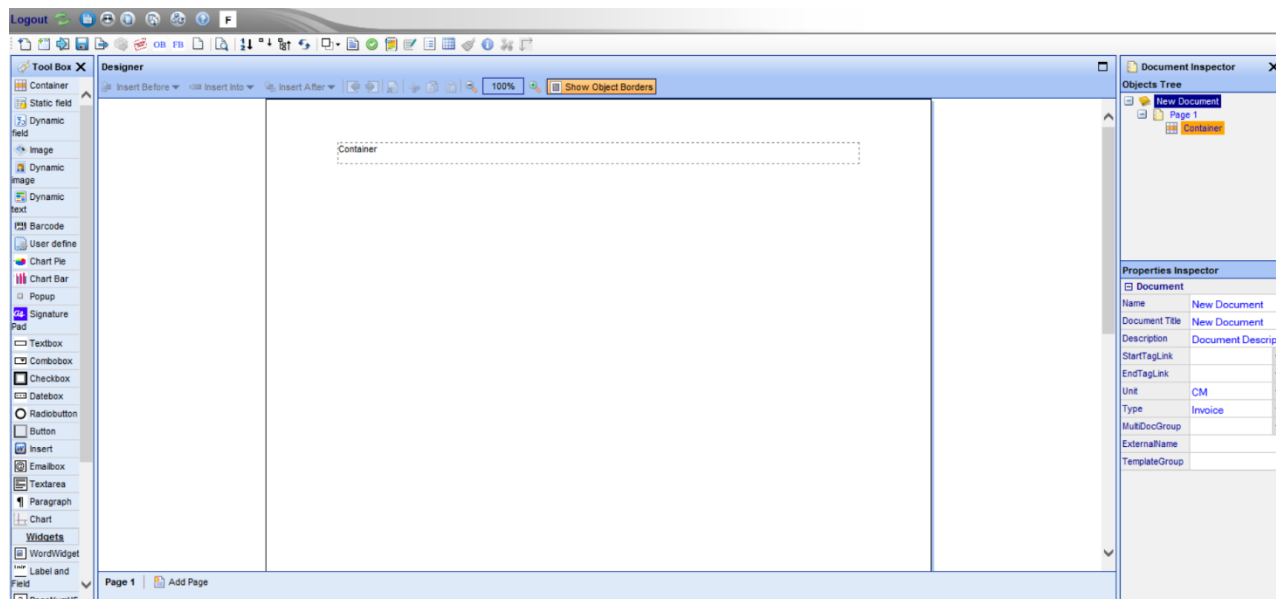 Logout
F
OB FB
Tool Box X
Container
Static field
Dynamic
field
Image
Dynamic
image
Dynamic
text
Barcode
User define
Chart Pie
Chart Bar
Popup
Signature
Pad
Textbox
Combobox
Checkbox
Datebox
Radiobutton
Button
Insert
Emailbox
Textarea
Paragraph
Chart
Widgets
WordWidget
Label and
Field
Designer
Insert Before Insert Into Insert After 100% Show Object Borders
Container
Page 1 Add Page
Document Inspector X
Objects Tree
New Document
Page 1
Container
Properties Inspector
Document
Name New Document
Document Title New Document
Description Document Descrip
StartTagLink
EndTagLink
Unit CM
Type Invoice
MultiDocGroup
ExternalName
TemplateGroup